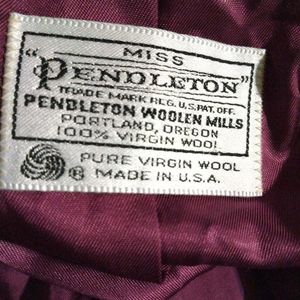 MISS
"PENDLETON"
TRADE MARK REG. U.S. PAT. OFF.
PENDLETON WOOLEN MILLS
PORTLAND, OREGON
100% VIRGIN WOOL
PURE VIRGIN WOOL
® MADE IN U.S.A.